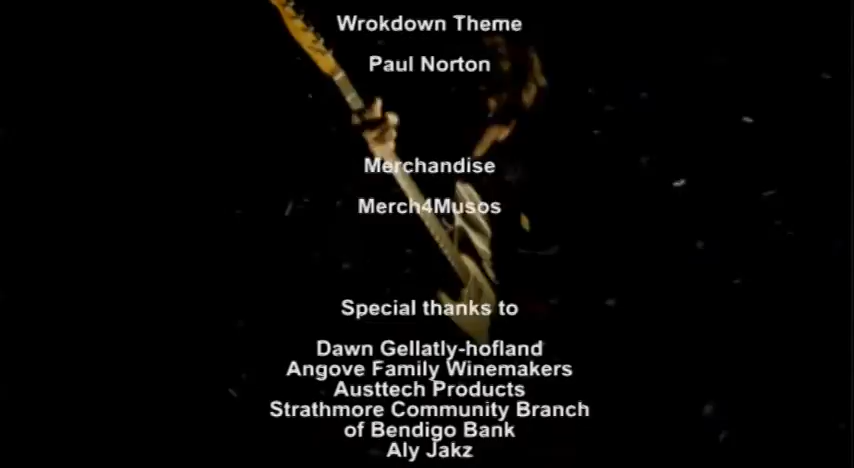 Wrokdown Theme
Paul Norton
Merchandise
Merch4Musos
Special thanks to
Dawn Gellatly-hofland
Angove Family Winemakers
Austtech Products
Strathmore Community Branch
of Bendigo Bank
Aly Jakz